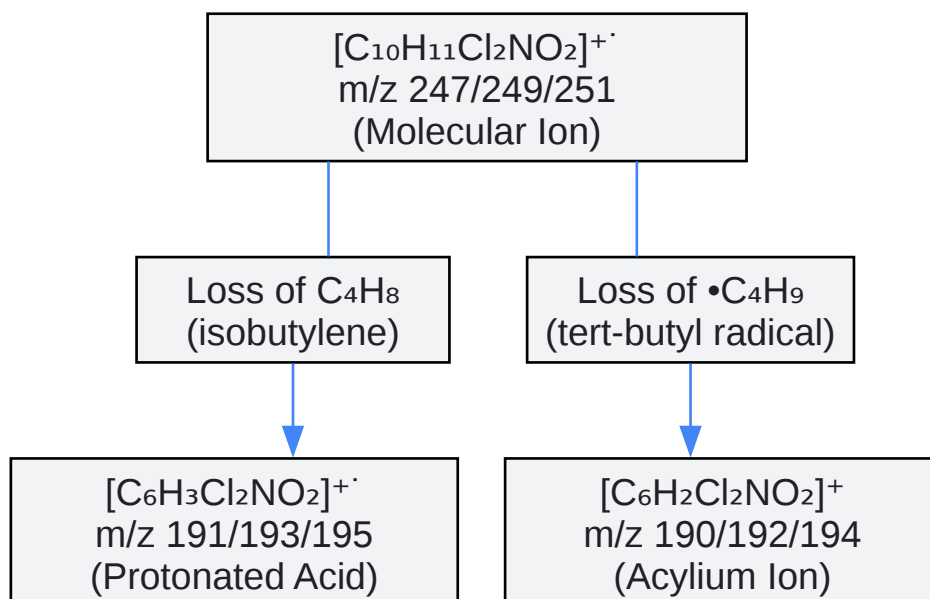 [C₁₀H₁₁Cl₂NO₂]⁺˙
m/z 247/249/251
(Molecular Ion)
Loss of C₄H₈
(isobutylene)
Loss of •C₄H₉
(tert-butyl radical)
[C₆H₃Cl₂NO₂]⁺˙
m/z 191/193/195
(Protonated Acid)
[C₆H₂Cl₂NO₂]⁺
m/z 190/192/194
(Acylium Ion)